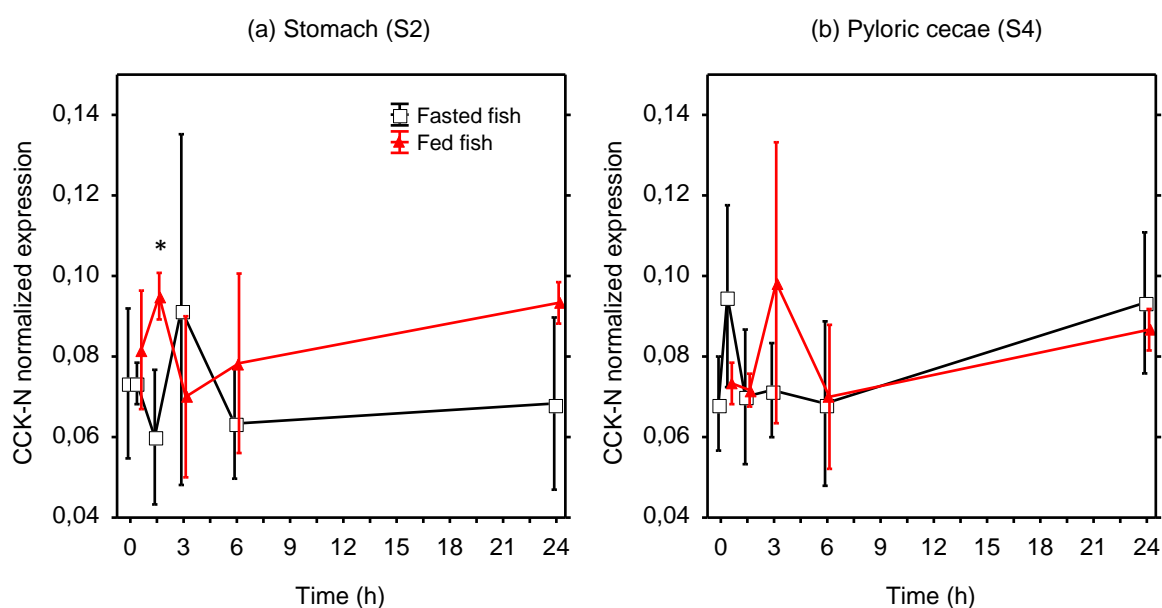 (a) Stomach (S2)
(b) Pyloric cecae (S4)
CCK-N normalized expression
0,14
0,12
0,10
0,08
0,06
0,04
Fasted fish
Fed fish
*
0 3 6 9 12 15 18 21 24
Time (h)
CCK-N normalized expression
0,14
0,12
0,10
0,08
0,06
0,04
0 3 6 9 12 15 18 21 24
Time (h)